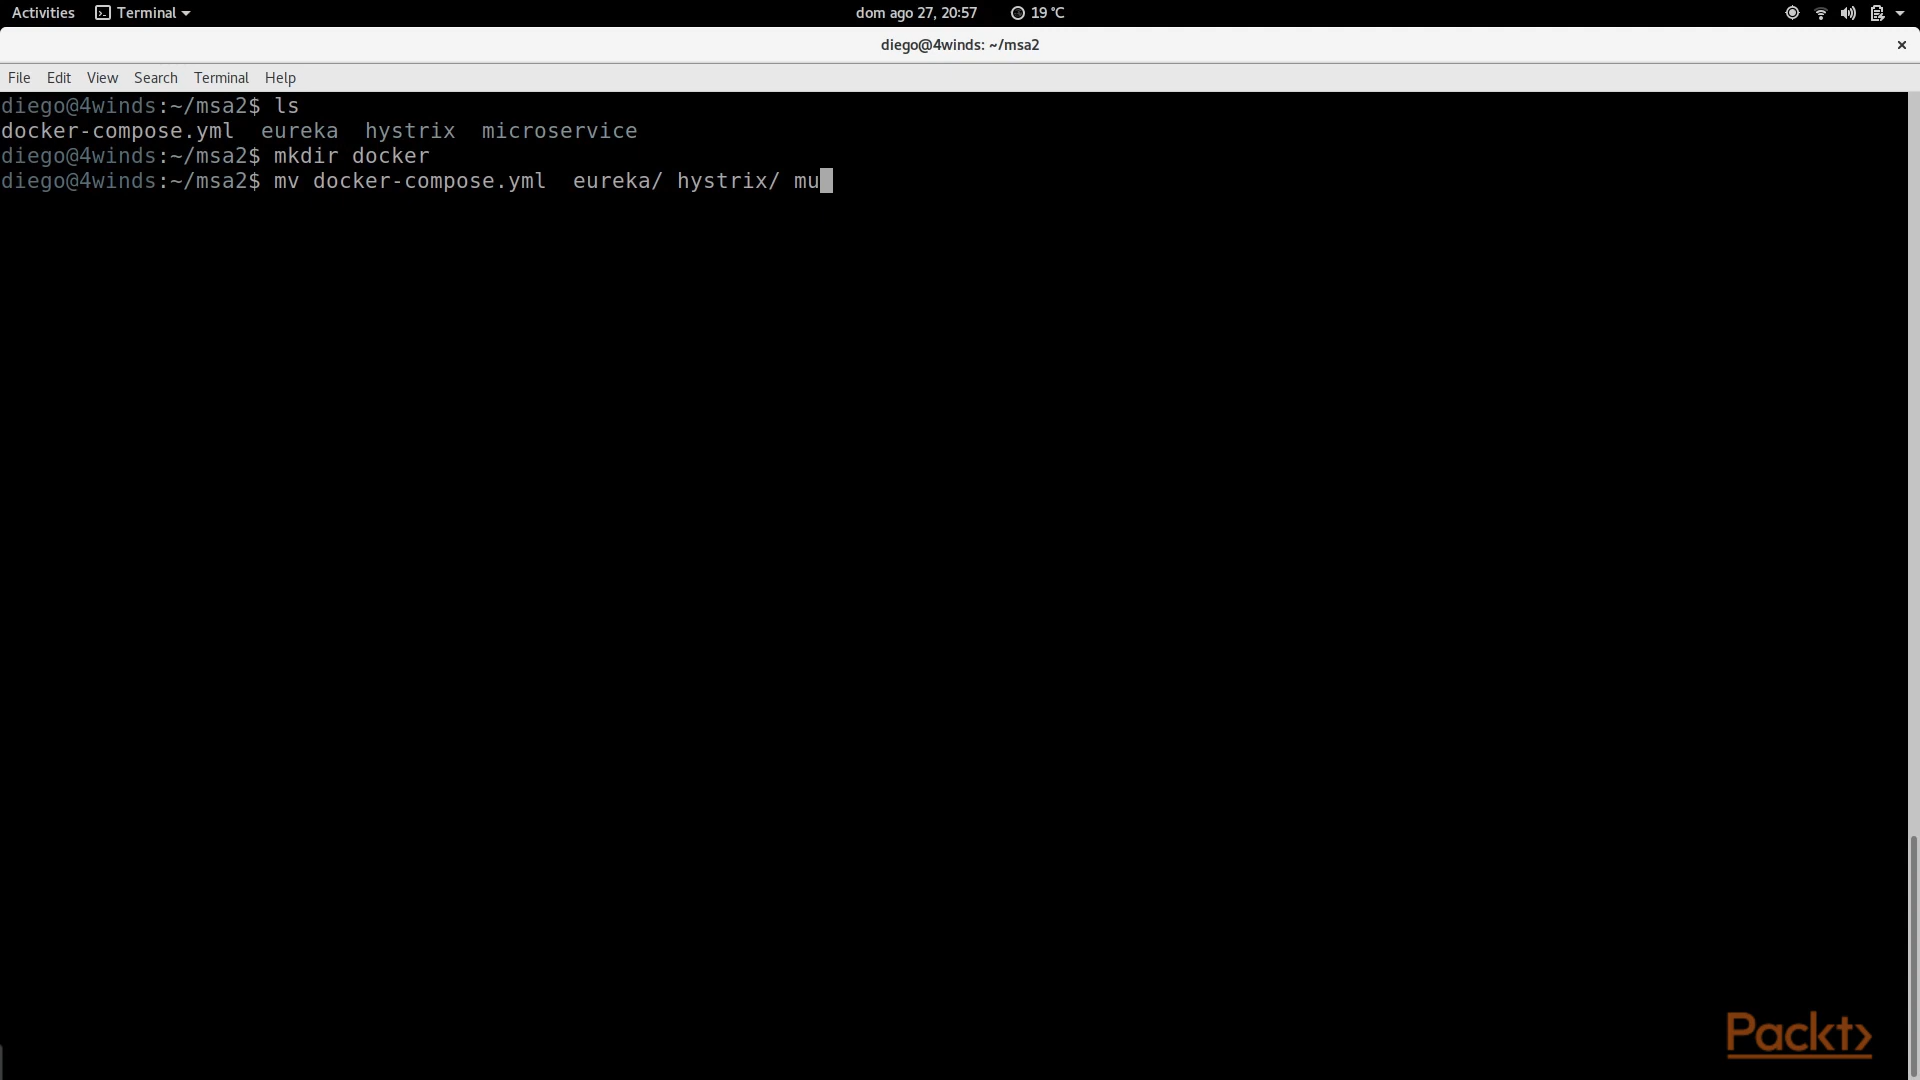 Activities Terminal dom ago 27, 20:57 19 °C
diego@4winds: ~/msa2 ×
File Edit View Search Terminal Help
diego@4winds:~/msa2$ ls
docker-compose.yml eureka hystrix microservice
diego@4winds:~/msa2$ mkdir docker
diego@4winds:~/msa2$ mv docker-compose.yml  eureka/ hystrix/ mu
Packt>